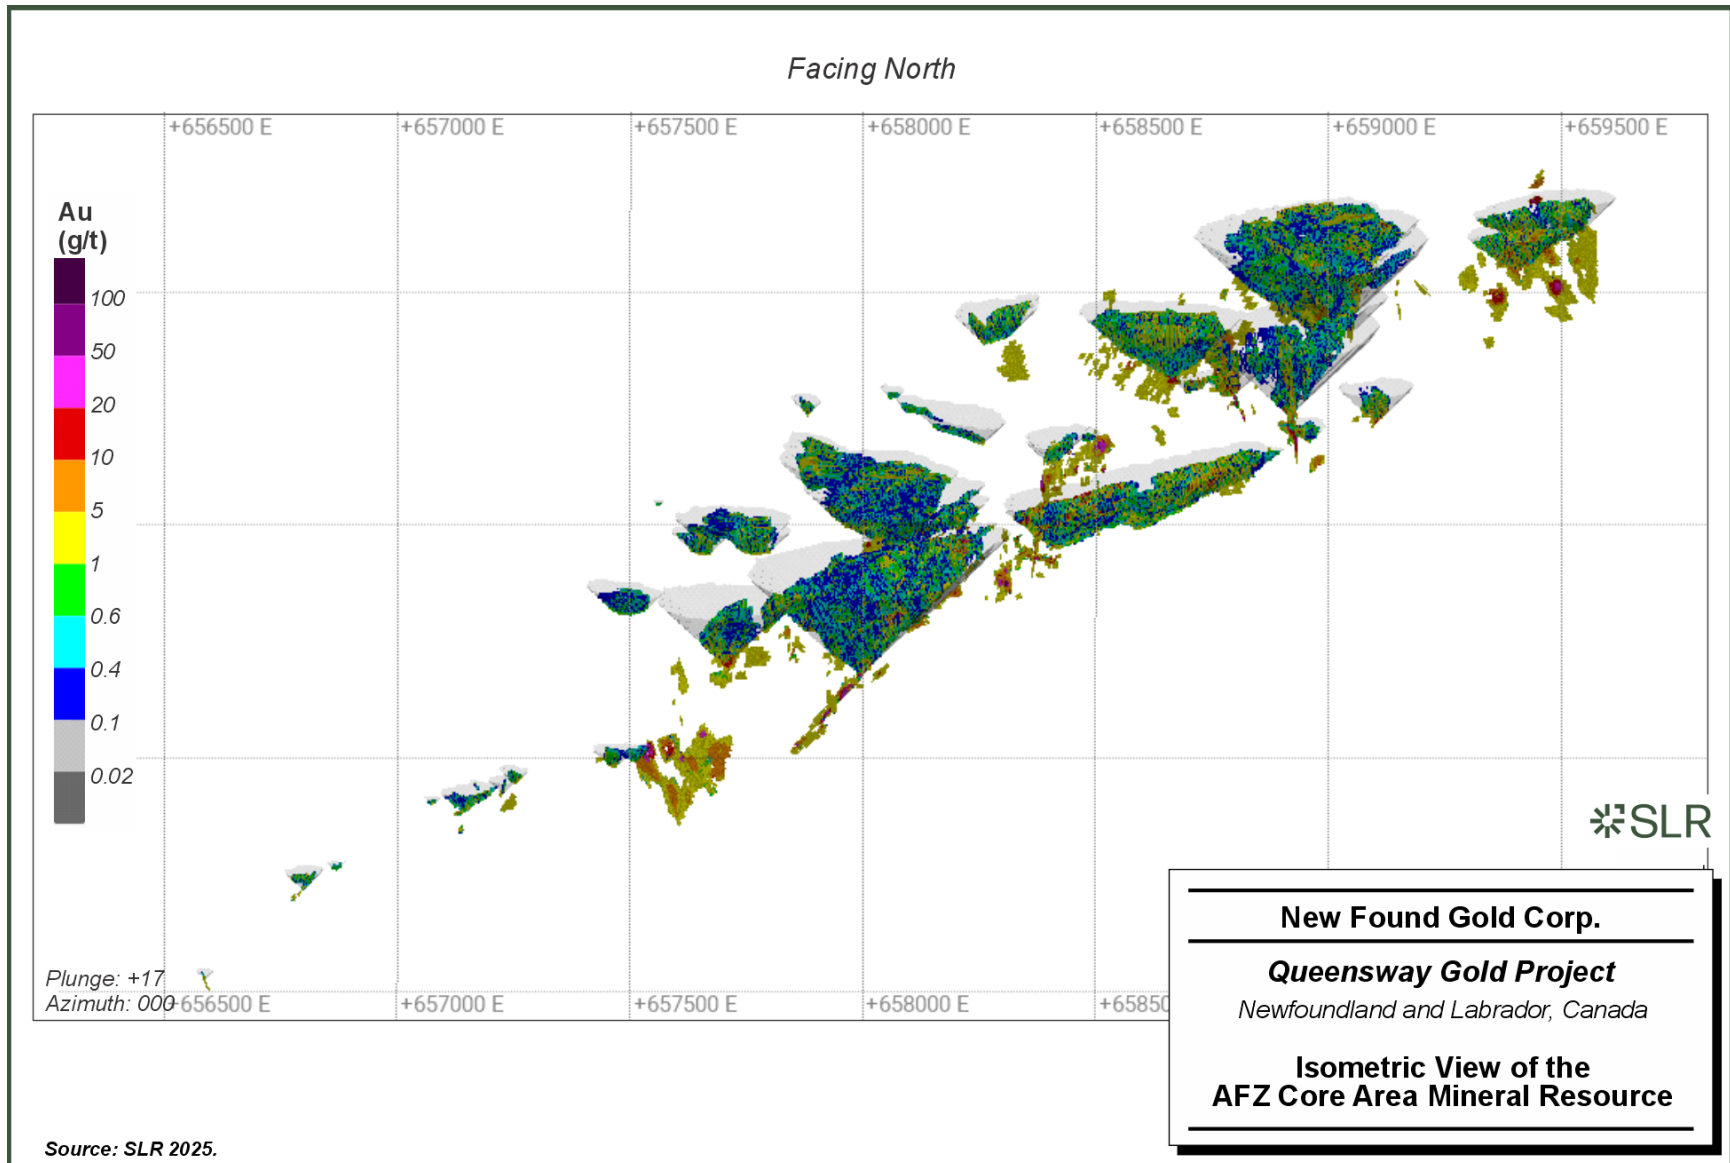 Facing North
+656500 E +657000 E +657500 E +658000 E +658500 E +659000 E +659500 E
Au
(g/t)
100
50
20
10
5
1
0.6
0.4
0.1
0.02
SLR
Plunge: +17
Azimuth: 000
+656500 E +657000 E +657500 E +658000 E +6585
New Found Gold Corp.
Queensway Gold Project
Newfoundland and Labrador, Canada
Isometric View of the
AFZ Core Area Mineral Resource
Source: SLR 2025.